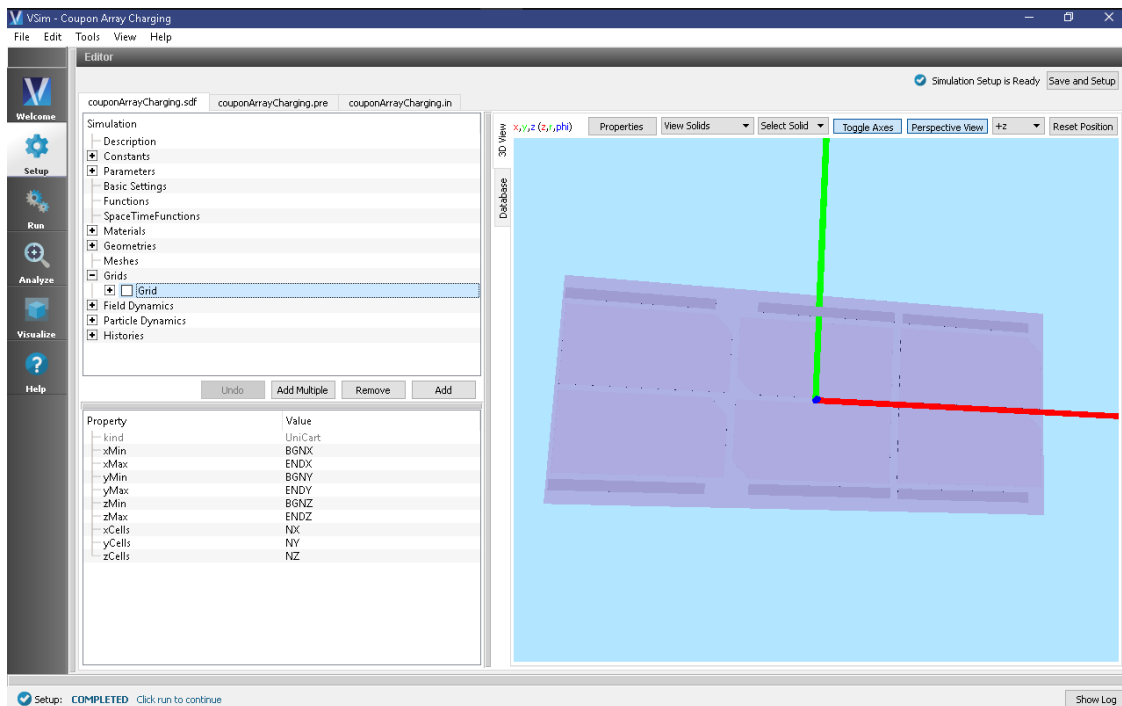 VSim - Coupon Array Charging
File Edit Tools View Help
Editor
Simulation Setup is Ready Save and Setup
couponArrayCharging.sdf couponArrayCharging.pre couponArrayCharging.in
Welcome
Setup
Run
Analyze
Visualize
Help
Simulation
Description
Constants
Parameters
Basic Settings
Functions
SpaceTimeFunctions
Materials
Geometries
Meshes
Grids
Grid
Field Dynamics
Particle Dynamics
Histories
Undo Add Multiple Remove Add
Property Value
kind UniCart
xMin BGNX
xMax ENDX
yMin BGNY
yMax ENDY
zMin BGNZ
zMax ENDZ
xCells NX
yCells NY
zCells NZ
3D View
Database
x,y,z (z,r,phi) Properties View Solids Select Solid Toggle Axes Perspective View +z Reset Position
Setup: COMPLETED Click run to continue
Show Log